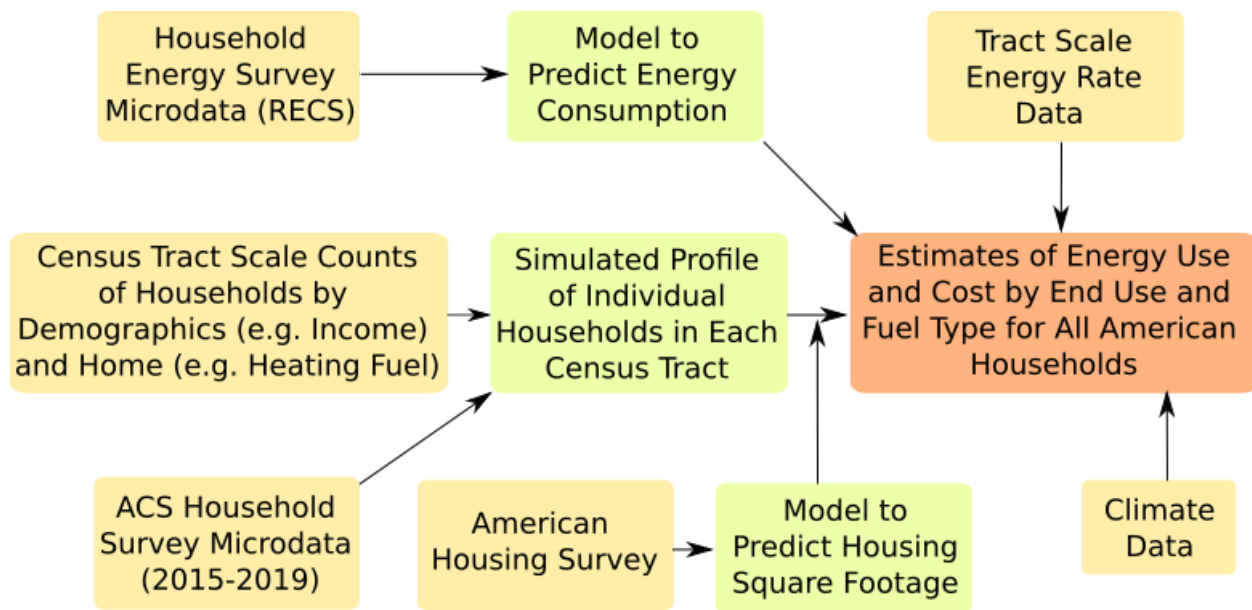 Household
Energy Survey
Microdata (RECS)
Model to
Predict Energy
Consumption
Tract Scale
Energy Rate
Data
Census Tract Scale Counts
of Households by
Demographics (e.g. Income)
and Home (e.g. Heating Fuel)
Simulated Profile
of Individual
Households in Each
Census Tract
Estimates of Energy Use
and Cost by End Use and
Fuel Type for All American
Households
ACS Household
Survey Microdata
(2015-2019)
American
Housing Survey
Model to
Predict Housing
Square Footage
Climate
Data